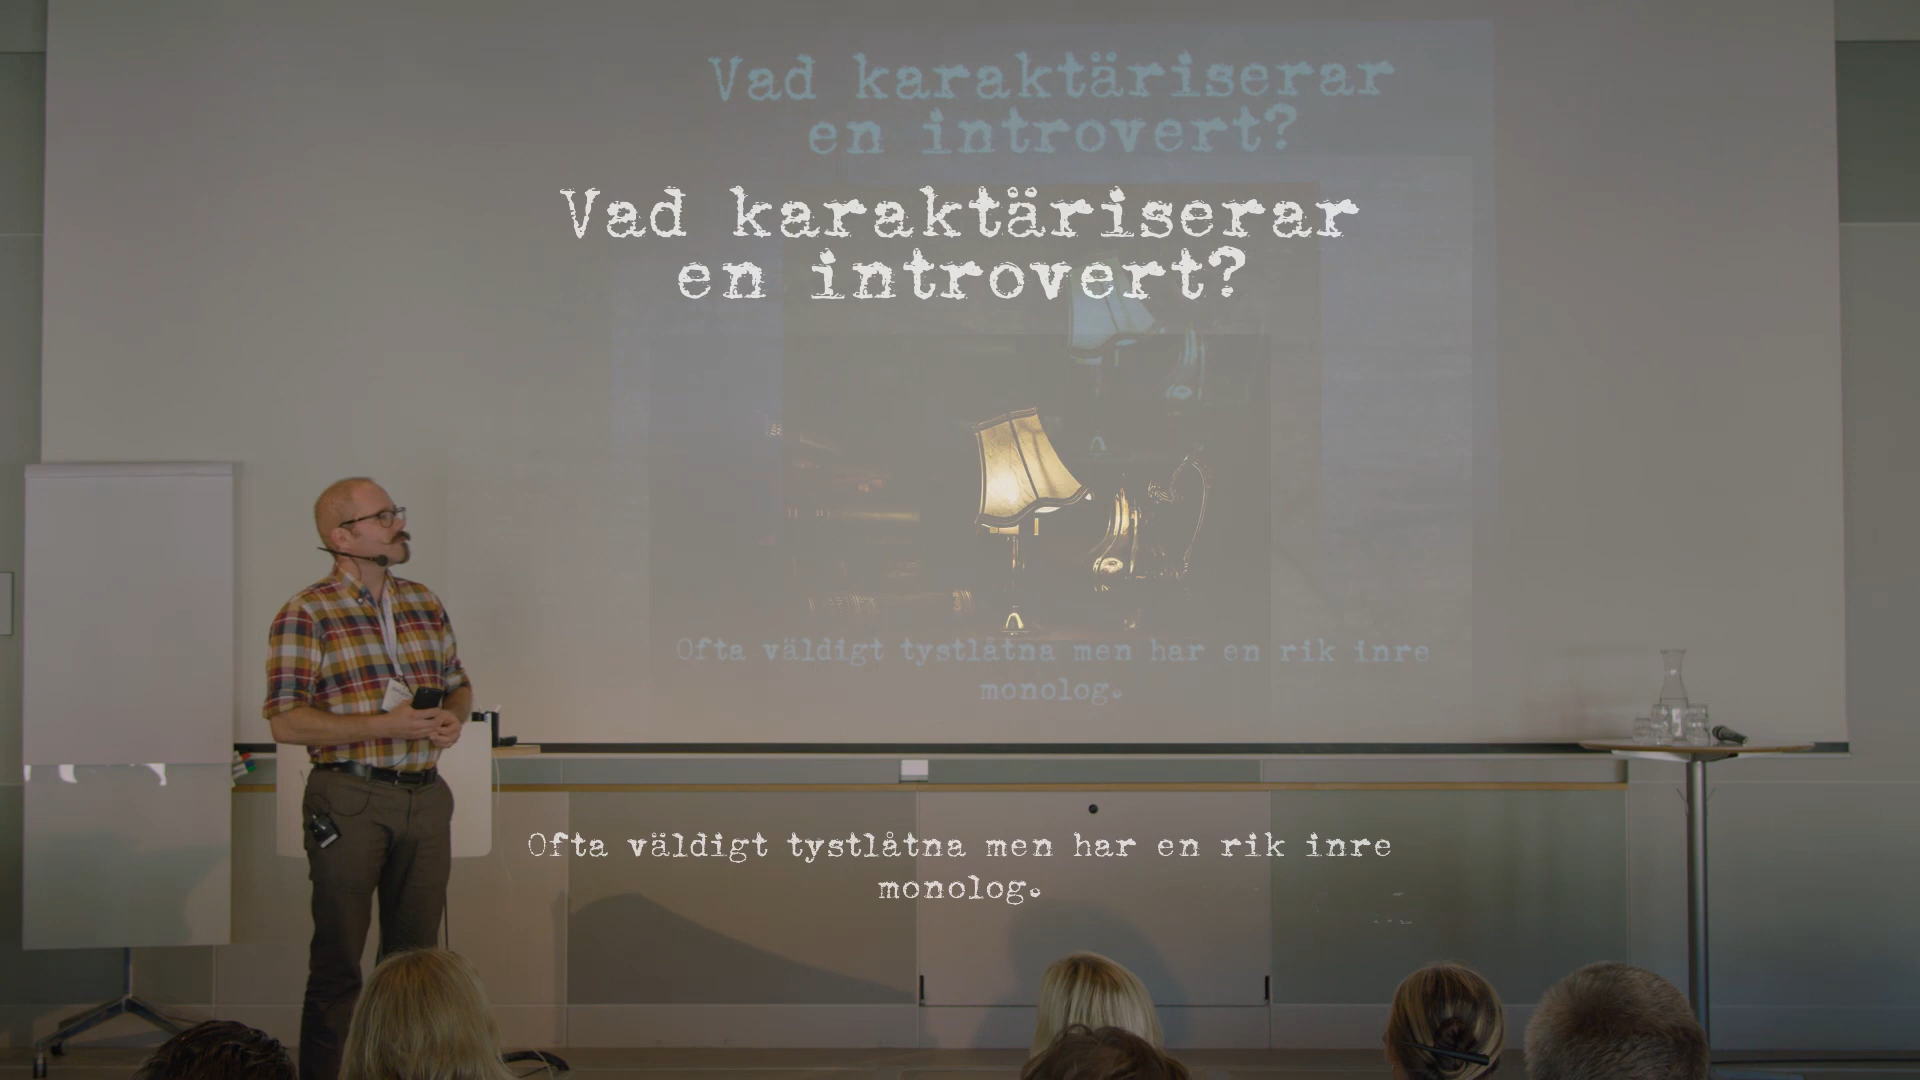 Vad karaktäriserar
en introvert?
Vad karaktäriserar
en introvert?
Ofta väldigt tystlåtna men har en rik inre
monolog.
Ofta väldigt tystlåtna men har en rik inre
monolog.